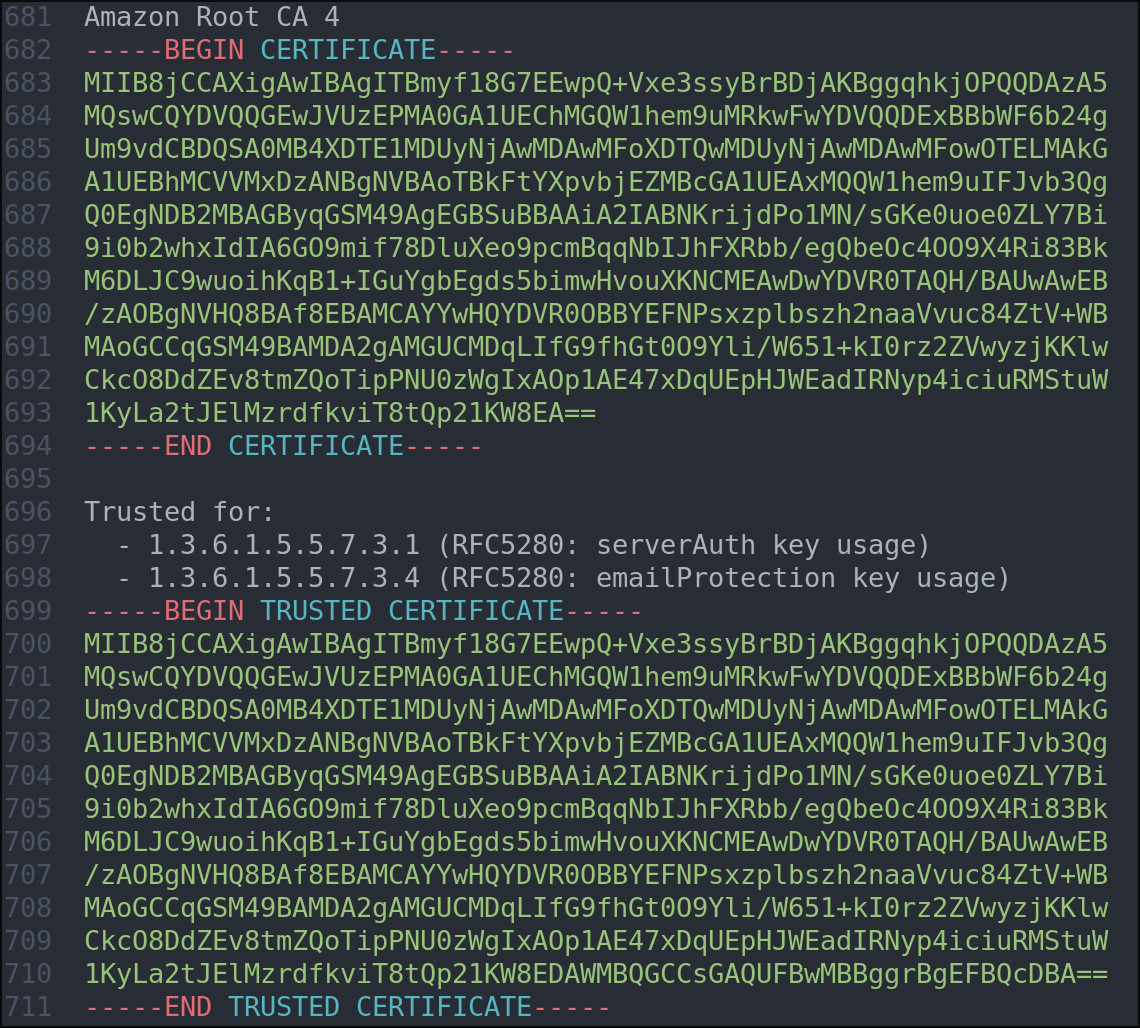 681 Amazon Root CA 4
682 -----BEGIN CERTIFICATE-----
683 MIIB8jCCAXigAwIBAgITBmyf18G7EEwpQ+Vxe3ssyBrBDjAKBggqhkjOPQQDAzA5
684 MQswCQYDVQQGEwJVUzEPMA0GA1UEChMGQW1hem9uMRkwFwYDVQQDExBBbWF6b24g
685 Um9vdCBDQSA0MB4XDTE1MDUyNjAwMDAwMFoXDTQwMDUyNjAwMDAwMFowOTELMAkG
686 A1UEBhMCVVMxDzANBgNVBAoTBkFtYXpvbjEZMBcGA1UEAxMQQW1hem9uIFJvb3Qg
687 Q0EgNDB2MBAGByqGSM49AgEGBSuBBAAiA2IABNKrijdPo1MN/sGKe0uoe0ZLY7Bi
688 9i0b2whxIdIA6GO9mif78DluXeo9pcmBqqNbIJhFXRbb/egQbeOc4OO9X4Ri83Bk
689 M6DLJC9wuoihKqB1+IGuYgbEgds5bimwHvouXKNCMEAwDwYDVR0TAQH/BAUwAwEB
690 /zAOBgNVHQ8BAf8EBAMCAYYwHQYDVR0OBBYEFNPsxzplbszh2naaVvuc84ZtV+WB
691 MAoGCCqGSM49BAMDA2gAMGUCMDqLIfG9fhGt0O9Yli/W651+kI0rz2ZVwyzjKKlw
692 CkcO8DdZEv8tmZQoTipPNU0zWgIxAOp1AE47xDqUEpHJWEadIRNyp4iciuRMStuW
693 1KyLa2tJElMzrdfkviT8tQp21KW8EA==
694 -----END CERTIFICATE-----
695
696 Trusted for:
697 - 1.3.6.1.5.5.7.3.1 (RFC5280: serverAuth key usage)
698 - 1.3.6.1.5.5.7.3.4 (RFC5280: emailProtection key usage)
699 -----BEGIN TRUSTED CERTIFICATE-----
700 MIIB8jCCAXigAwIBAgITBmyf18G7EEwpQ+Vxe3ssyBrBDjAKBggqhkjOPQQDAzA5
701 MQswCQYDVQQGEwJVUzEPMA0GA1UEChMGQW1hem9uMRkwFwYDVQQDExBBbWF6b24g
702 Um9vdCBDQSA0MB4XDTE1MDUyNjAwMDAwMFoXDTQwMDUyNjAwMDAwMFowOTELMAkG
703 A1UEBhMCVVMxDzANBgNVBAoTBkFtYXpvbjEZMBcGA1UEAxMQQW1hem9uIFJvb3Qg
704 Q0EgNDB2MBAGByqGSM49AgEGBSuBBAAiA2IABNKrijdPo1MN/sGKe0uoe0ZLY7Bi
705 9i0b2whxIdIA6GO9mif78DluXeo9pcmBqqNbIJhFXRbb/egQbeOc4OO9X4Ri83Bk
706 M6DLJC9wuoihKqB1+IGuYgbEgds5bimwHvouXKNCMEAwDwYDVR0TAQH/BAUwAwEB
707 /zAOBgNVHQ8BAf8EBAMCAYYwHQYDVR0OBBYEFNPsxzplbszh2naaVvuc84ZtV+WB
708 MAoGCCqGSM49BAMDA2gAMGUCMDqLIfG9fhGt0O9Yli/W651+kI0rz2ZVwyzjKKlw
709 CkcO8DdZEv8tmZQoTipPNU0zWgIxAOp1AE47xDqUEpHJWEadIRNyp4iciuRMStuW
710 1KyLa2tJElMzrdfkviT8tQp21KW8EDAWMBQGCCsGAQUFBwMBBggrBgEFBQcDBA==
711 -----END TRUSTED CERTIFICATE-----